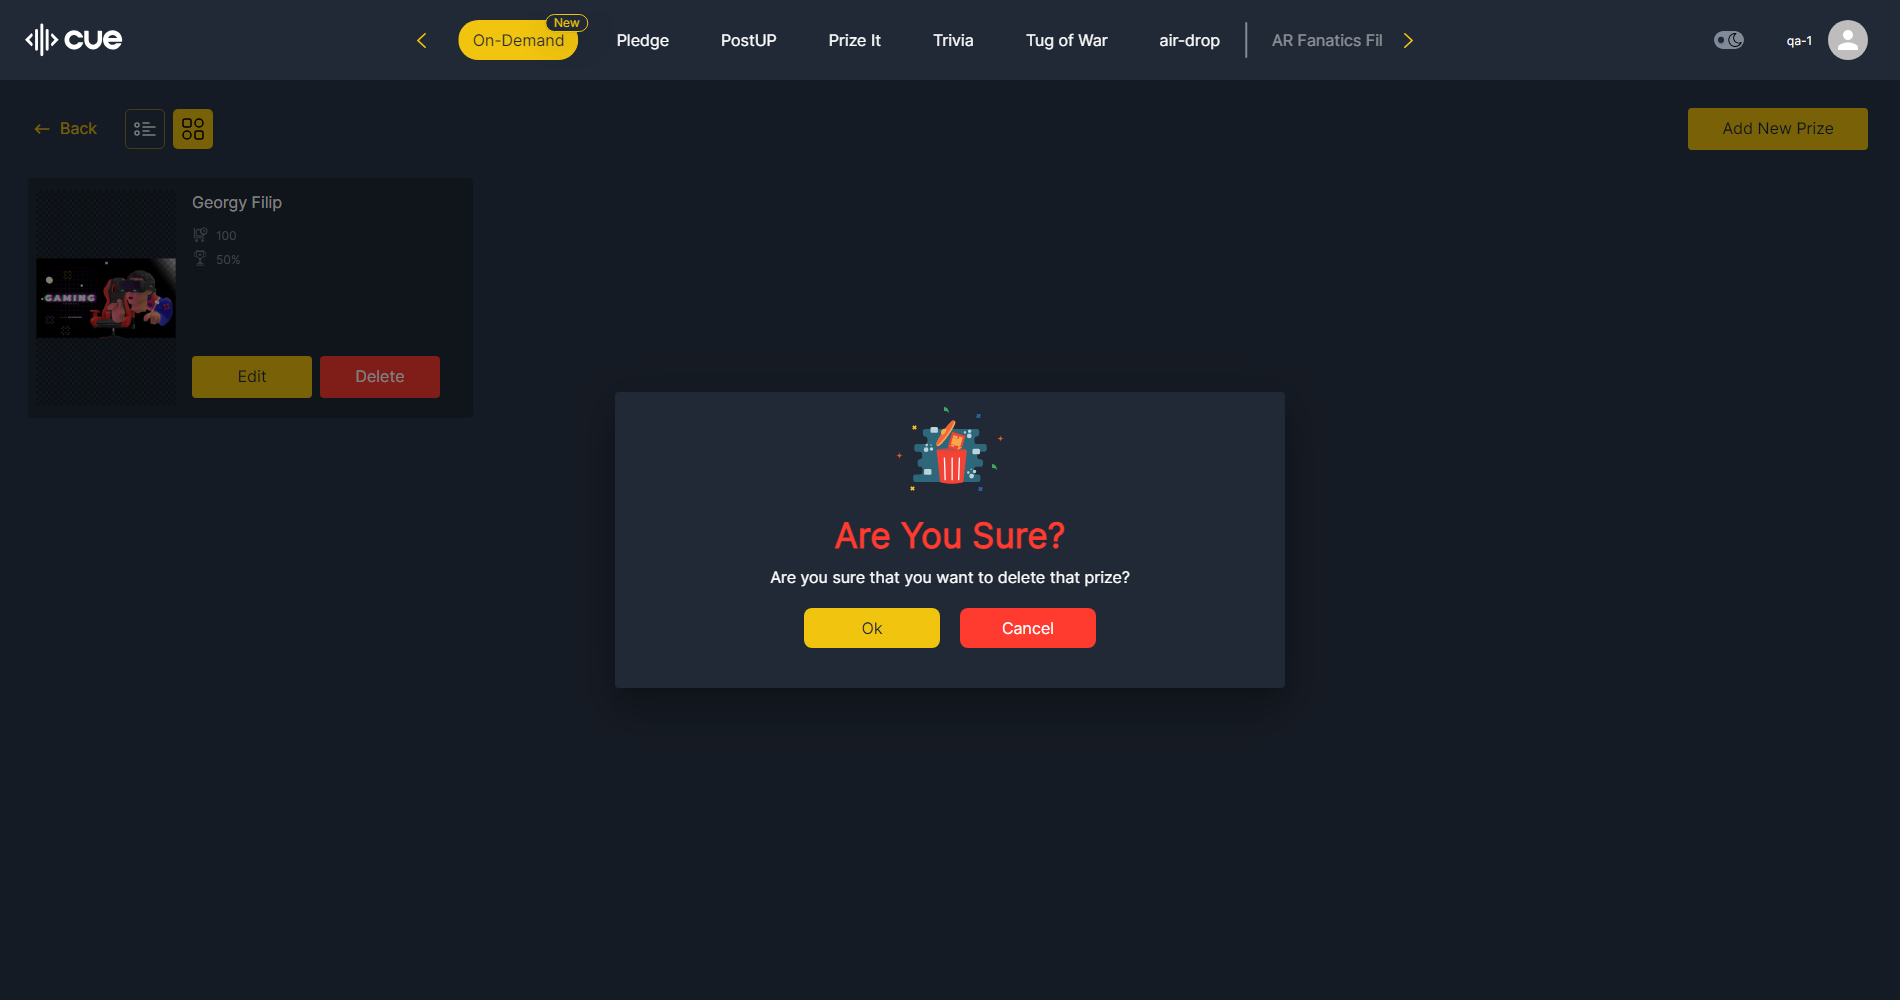 cue
On-Demand
New
Pledge
PostUP
Prize It
Trivia
Tug of War
air-drop
AR Fanatics Fil
qa-1
Back
Add New Prize
Georgy Filip
100
50%
GAMING
Edit
Delete
Are You Sure?
Are you sure that you want to delete that prize?
Ok
Cancel